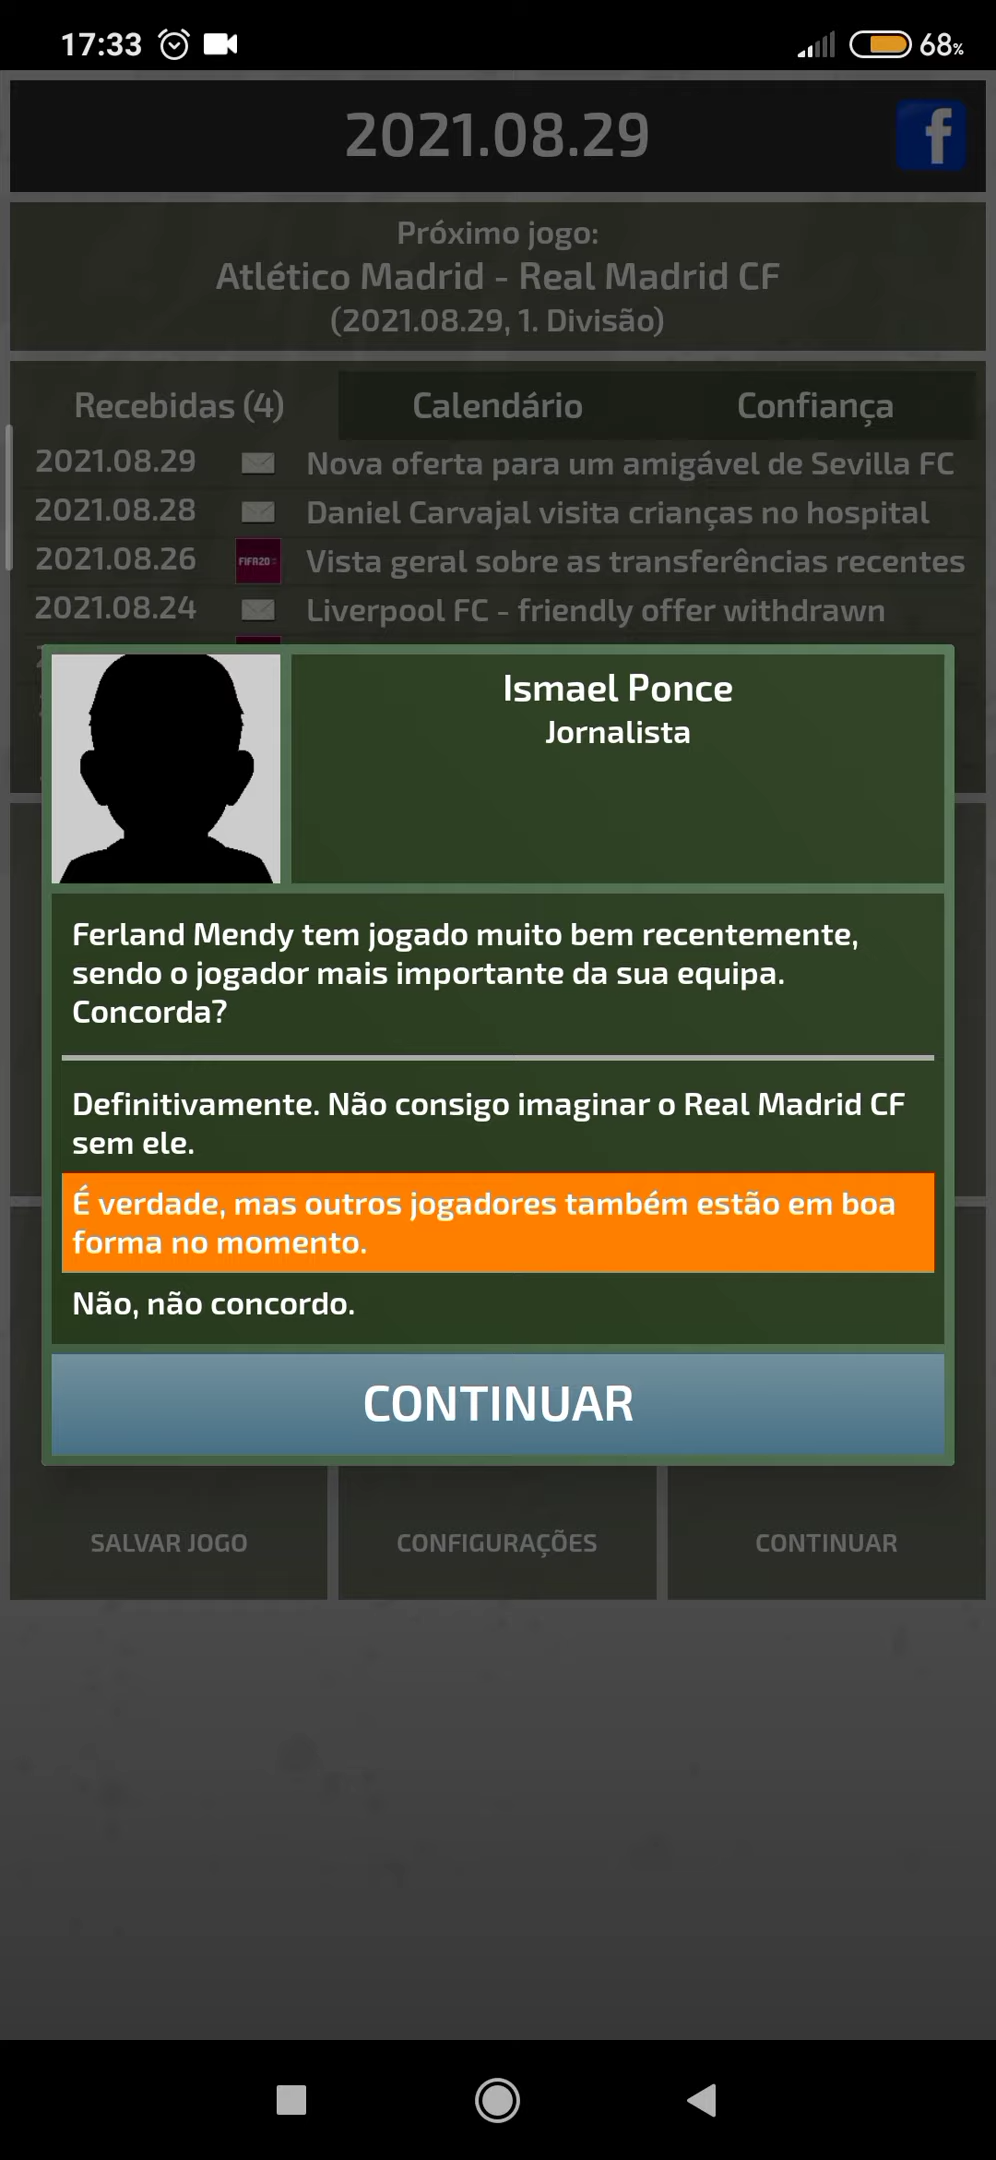 17:33
68%
2021.08.29
f
Próximo jogo:
Atlético Madrid - Real Madrid CF
(2021.08.29, 1. Divisão)
Recebidas (4)
Calendário
Confiança
2021.08.29 Nova oferta para um amigável de Sevilla FC
2021.08.28 Daniel Carvajal visita crianças no hospital
2021.08.26 FIFA20 Vista geral sobre as transferências recentes
2021.08.24 Liverpool FC - friendly offer withdrawn
Ismael Ponce
Jornalista
Ferland Mendy tem jogado muito bem recentemente,
sendo o jogador mais importante da sua equipa.
Concorda?
Definitivamente. Não consigo imaginar o Real Madrid CF
sem ele.
É verdade, mas outros jogadores também estão em boa
forma no momento.
Não, não concordo.
CONTINUAR
SALVAR JOGO
CONFIGURAÇÕES
CONTINUAR